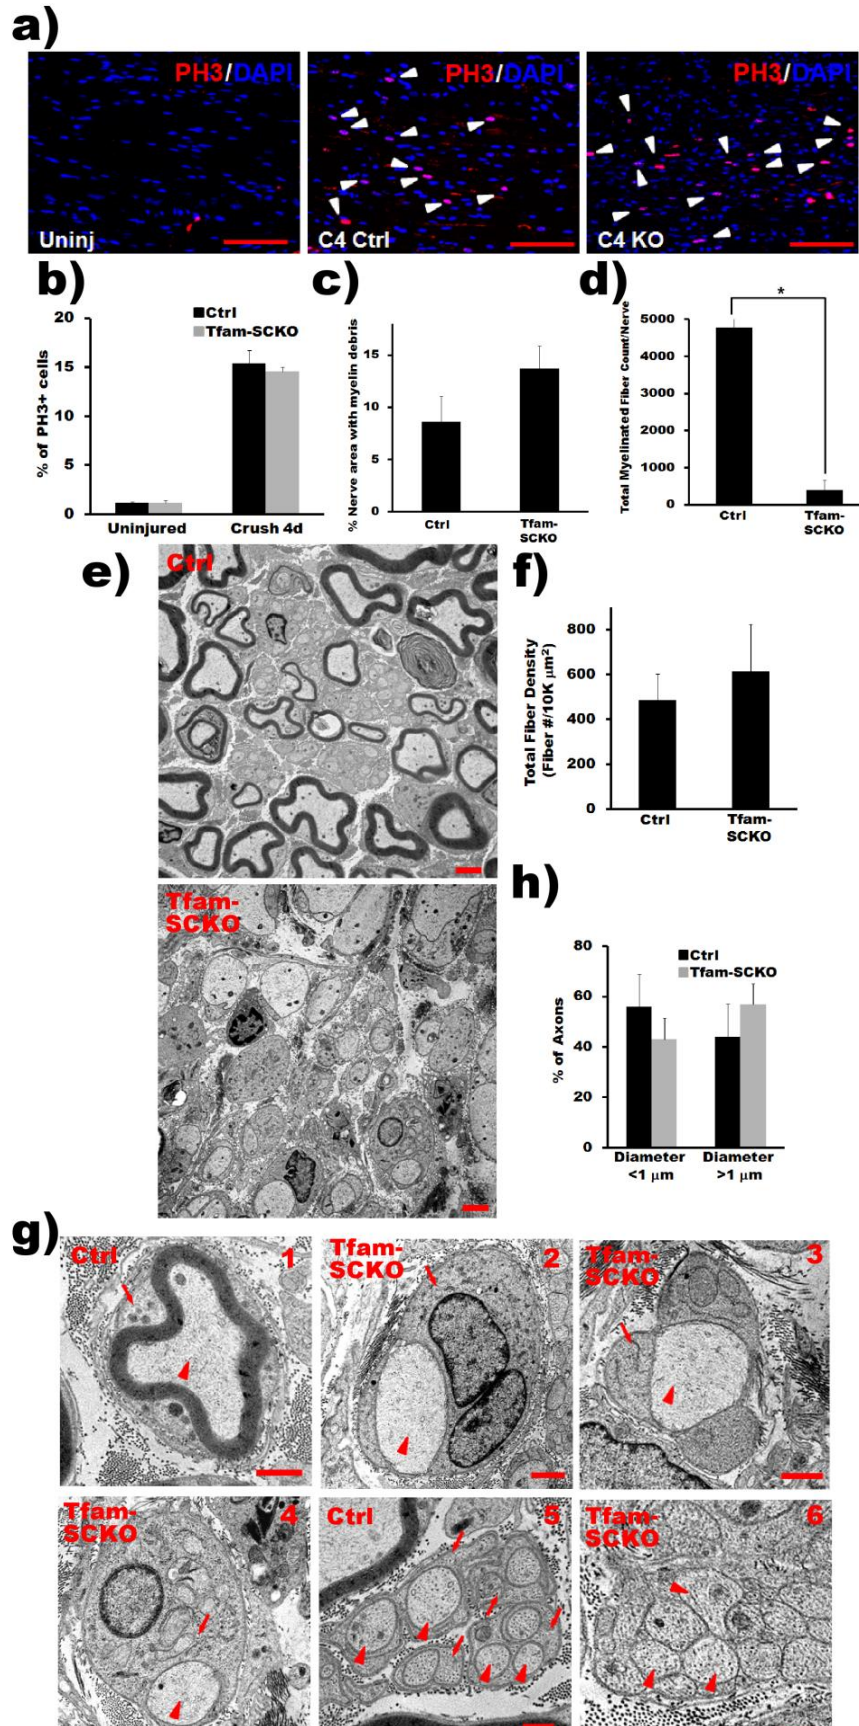 a)
PH3/DAPI
Uninj
PH3/DAPI
C4 Ctrl
PH3/DAPI
C4 KO
b)
% of PH3+ cells
20
15
10
5
0
Ctrl
Tfam-SCKO
Uninjured
Crush 4d
c)
% Nerve area with myelin debris
15
10
5
0
Ctrl
Tfam-
SCKO
d)
Total Myelinated Fiber Count/Nerve
5000
4000
3000
2000
1000
0
*
Ctrl
Tfam-
SCKO
e)
Ctrl
Tfam-
SCKO
f)
Total Fiber Density
(Fiber #/10K μm²)
800
600
400
200
0
Ctrl
Tfam-
SCKO
h)
% of Axons
80
60
40
20
0
Ctrl
Tfam-SCKO
Diameter
<1 μm
Diameter
>1 μm
g)
Ctrl
1
Tfam-
SCKO
2
Tfam-
SCKO
3
Tfam-
SCKO
4
Ctrl
5
Tfam-
SCKO
6